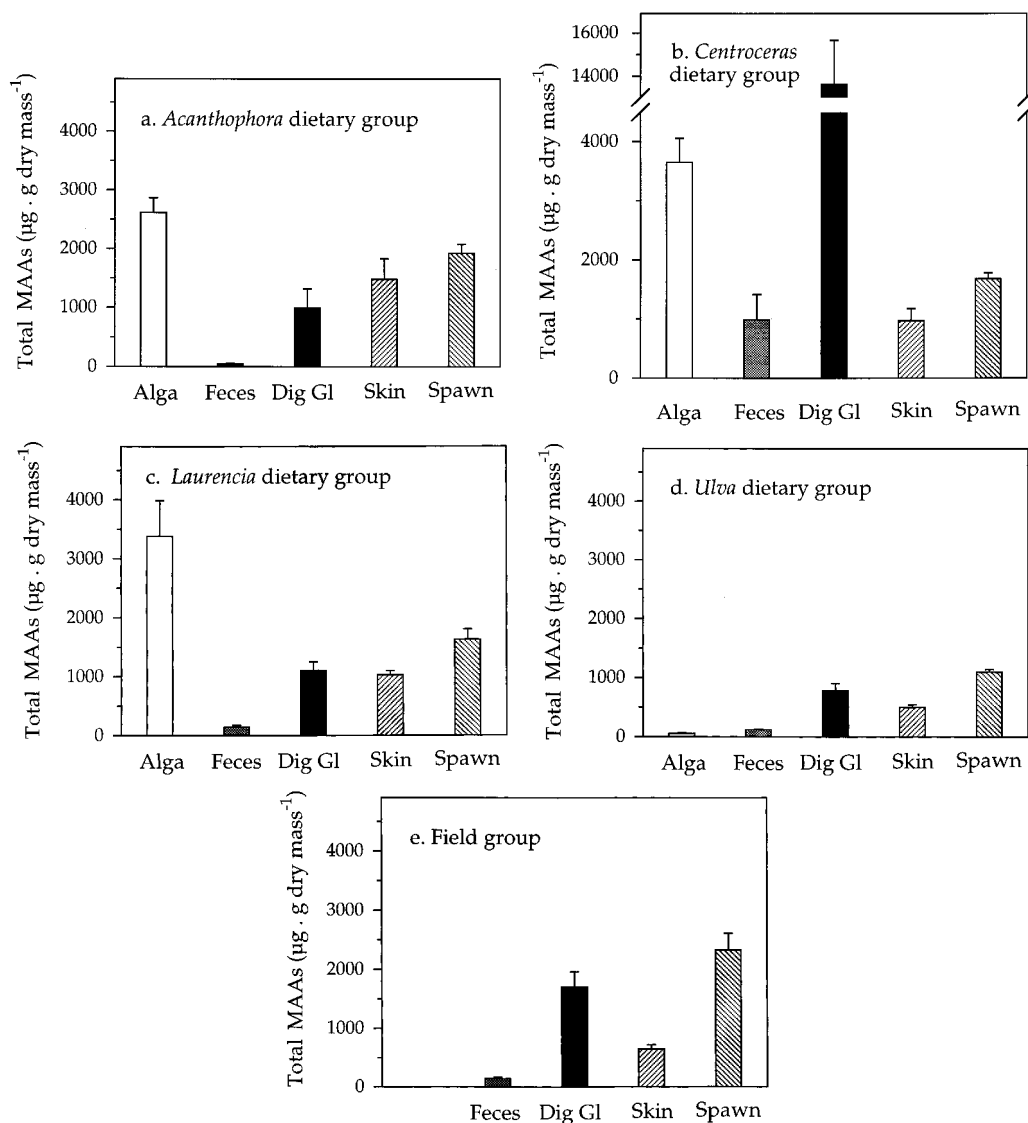 a. Acanthophora dietary group
Total MAAs (µg . g dry mass-1)
4000
3000
2000
1000
0
Alga Feces Dig Gl Skin Spawn
b. Centroceras
dietary group
Total MAAs (µg . g dry mass-1)
16000
14000
4000
2000
0
Alga Feces Dig Gl Skin Spawn
c. Laurencia dietary group
Total MAAs (µg . g dry mass-1)
4000
3000
2000
1000
0
Alga Feces Dig Gl Skin Spawn
d. Ulva dietary group
Total MAAs (µg . g dry mass-1)
4000
3000
2000
1000
0
Alga Feces Dig Gl Skin Spawn
e. Field group
Total MAAs (µg . g dry mass-1)
4000
3000
2000
1000
0
Feces Dig Gl Skin Spawn